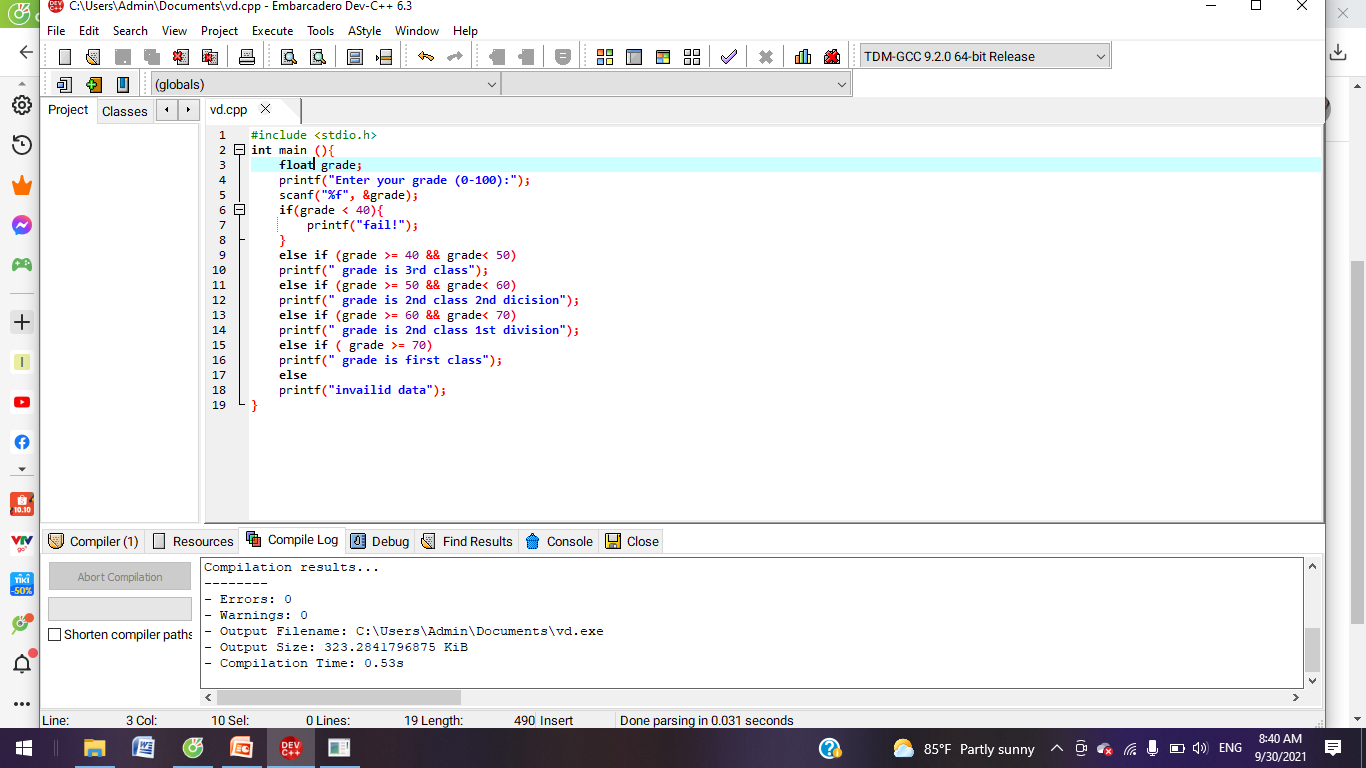 C:\Users\Admin\Documents\vd.cpp - Embarcadero Dev-C++ 6.3
File Edit Search View Project Execute Tools AStyle Window Help
TDM-GCC 9.2.0 64-bit Release
(globals)
Project Classes vd.cpp
1 #include <stdio.h>
2 int main (){
3 float grade;
4 printf("Enter your grade (0-100):");
5 scanf("%f", &grade);
6 if(grade < 40){
7 printf("fail!");
8 }
9 else if (grade >= 40 && grade< 50)
10 printf(" grade is 3rd class");
11 else if (grade >= 50 && grade< 60)
12 printf(" grade is 2nd class 2nd dicision");
13 else if (grade >= 60 && grade< 70)
14 printf(" grade is 2nd class 1st division");
15 else if ( grade >= 70)
16 printf(" grade is first class");
17 else
18 printf("invailid data");
19 }
Compiler (1) Resources Compile Log Debug Find Results Console Close
Abort Compilation
Shorten compiler paths
Compilation results...
--------
- Errors: 0
- Warnings: 0
- Output Filename: C:\Users\Admin\Documents\vd.exe
- Output Size: 323.2841796875 KiB
- Compilation Time: 0.53s
Line: 3 Col: 10 Sel: 0 Lines: 19 Length: 490 Insert Done parsing in 0.031 seconds
I
10.10
VTV
go
TIKI
-50%
DEV
C++
85°F Partly sunny
ENG
8:40 AM
9/30/2021